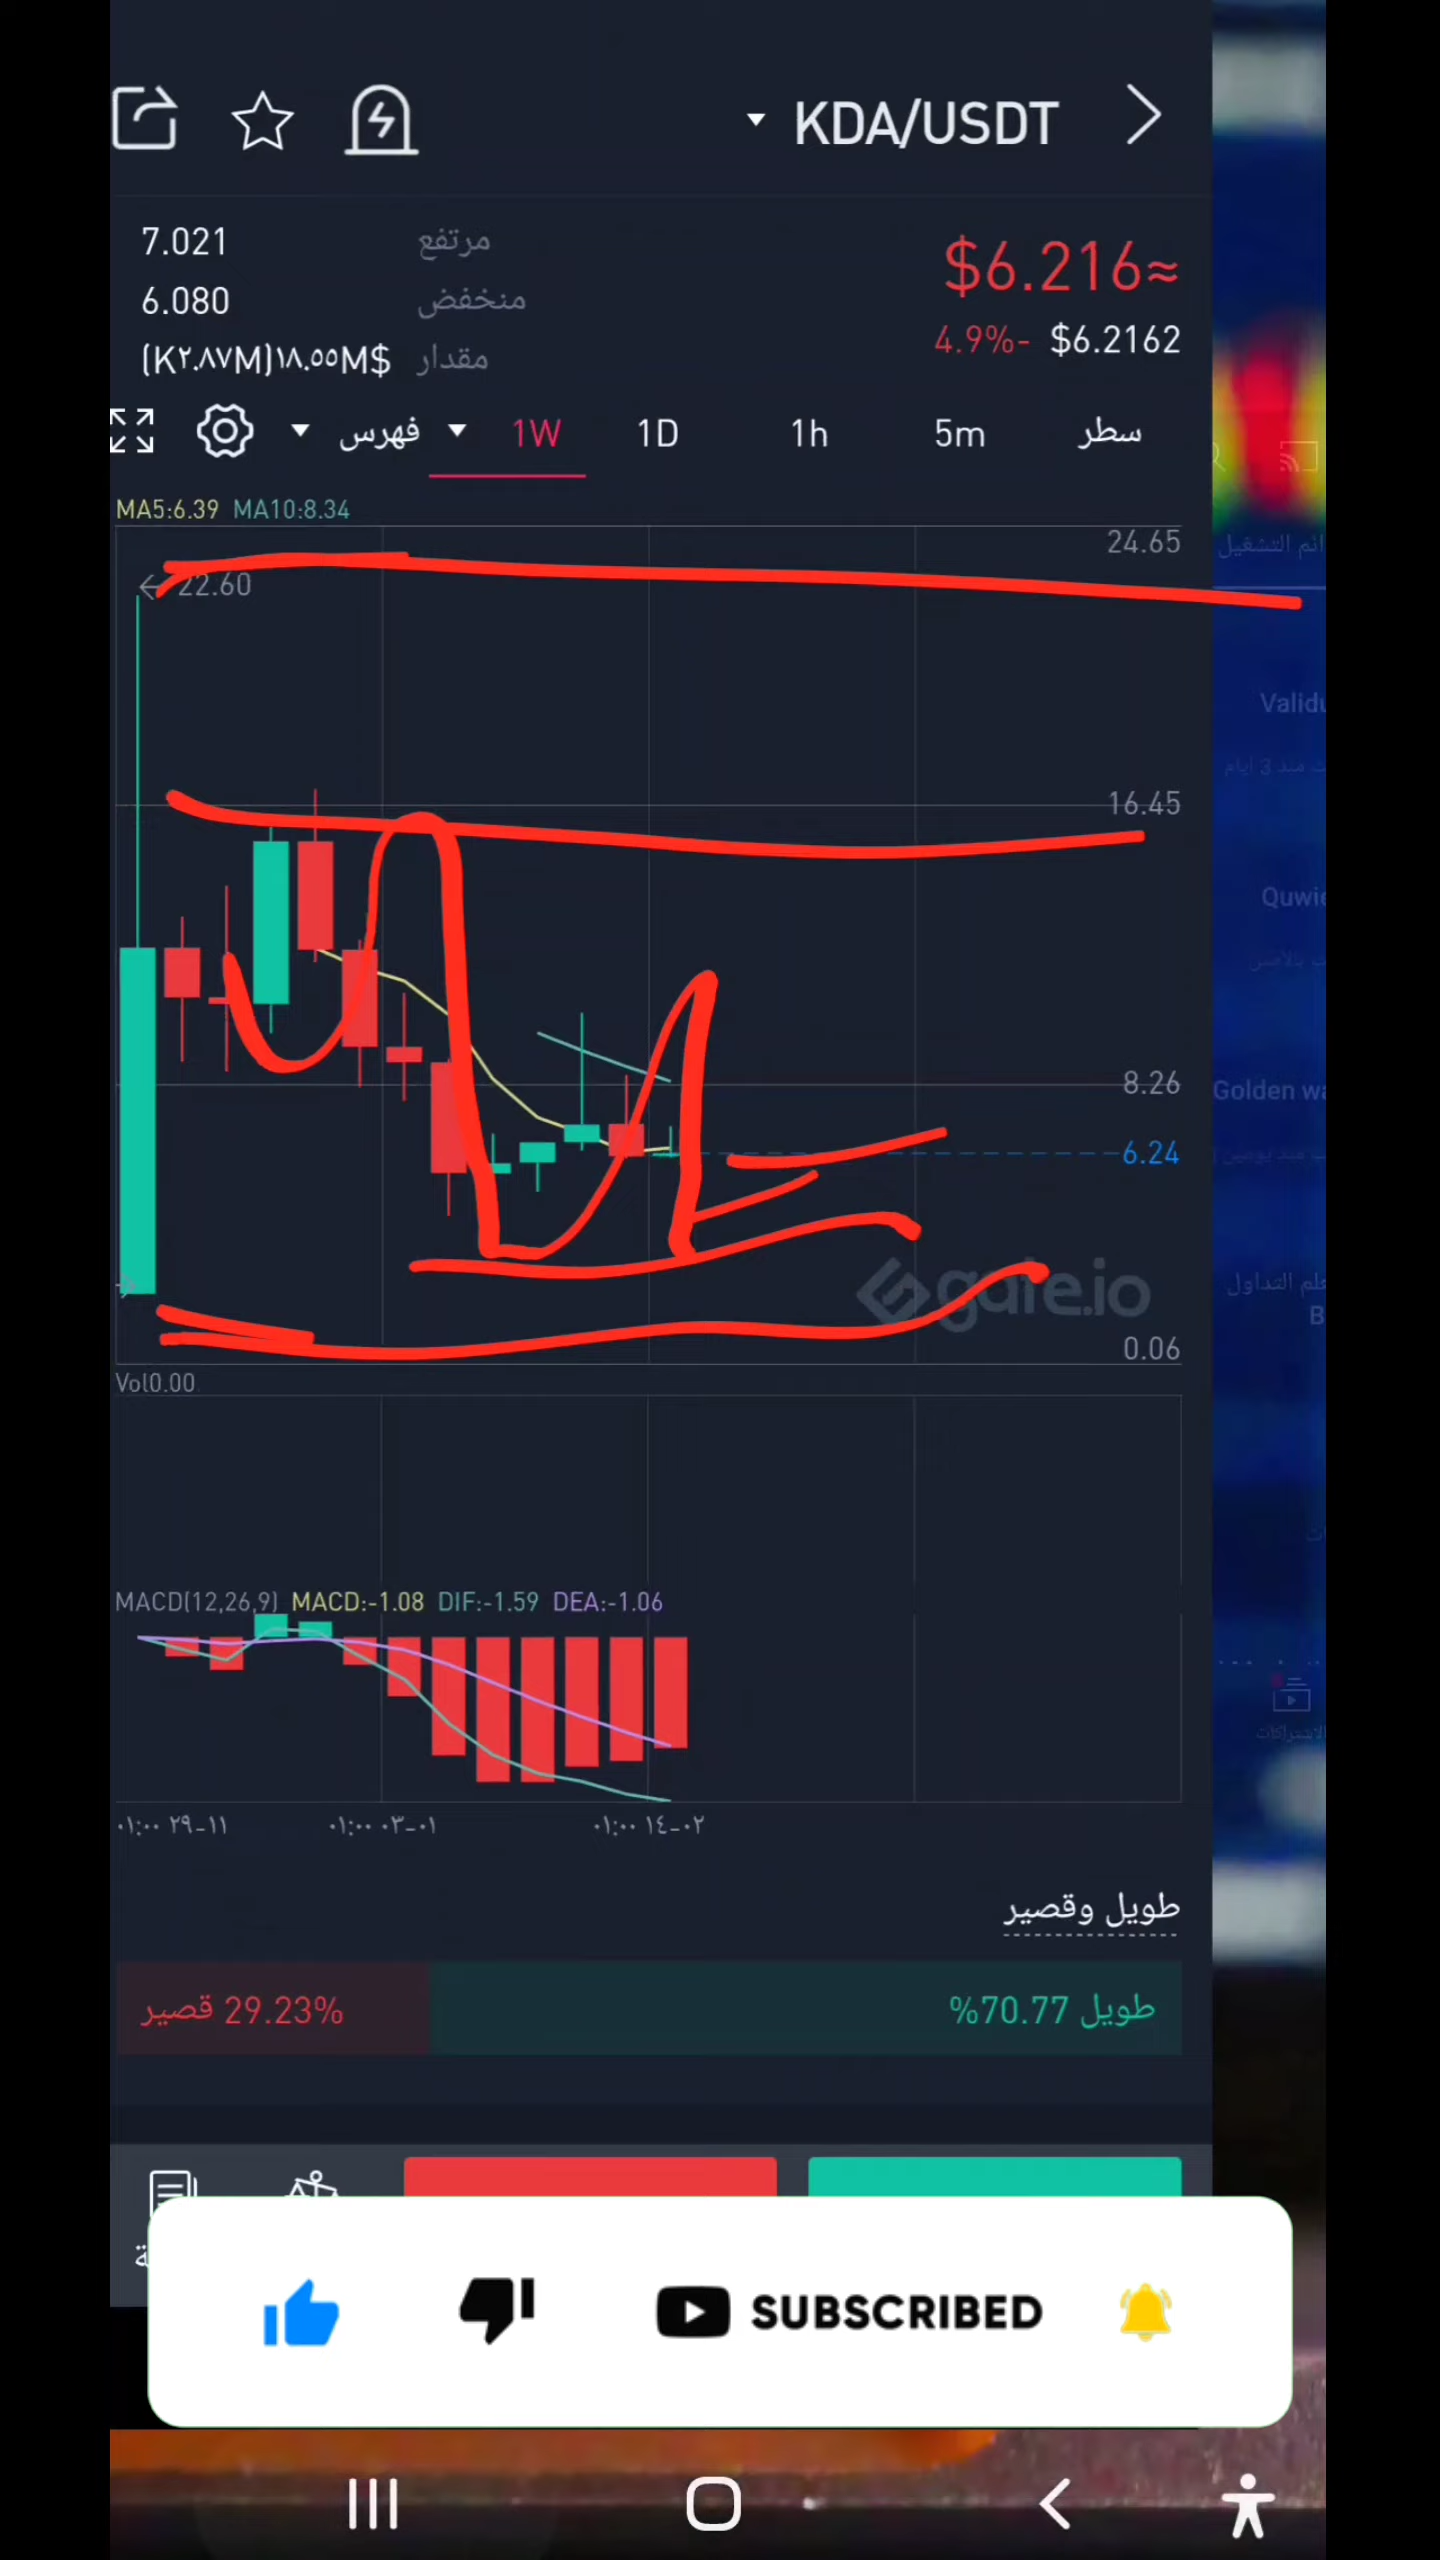 KDA/USDT
7.021 مرتفع
$6.216≈
6.080 منخفض
4.9%- $6.2162
(K٢.٨٧M)١٨.٥٥M$ مقدار
فهرس 1W 1D 1h 5m سطر
MA5:6.39 MA10:8.34
24.65
22.60
16.45
8.26
6.24
gate.io
0.06
Vol0.00
MACD(12,26,9) MACD:-1.08 DIF:-1.59 DEA:-1.06
٠١:٠٠ ٢٩-١١ ٠١:٠٠ ٠٣-٠١ ٠١:٠٠ ١٤-٠٢
طويل وقصير
29.23% قصير
%70.77 طويل
SUBSCRIBED